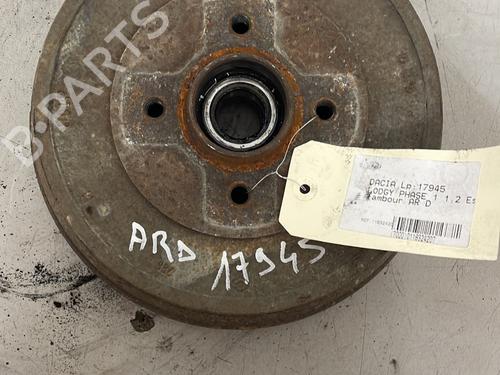 B-PARTS
DACIA Lp:17945
LODGY PHASE 1 1.2 Es
Tambour AR D
ARD
17945